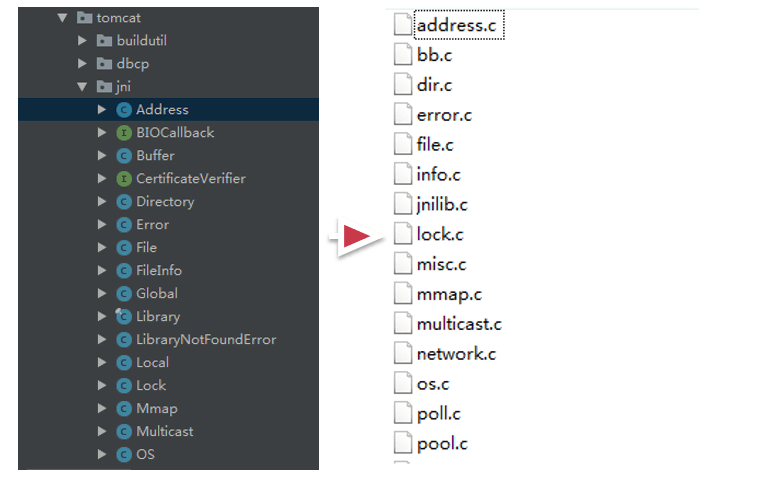 tomcat
buildutil
dbcp
jni
Address
BIOCallback
Buffer
CertificateVerifier
Directory
Error
File
FileInfo
Global
Library
LibraryNotFoundError
Local
Lock
Mmap
Multicast
OS
address.c
bb.c
dir.c
error.c
file.c
info.c
jnilib.c
lock.c
misc.c
mmap.c
multicast.c
network.c
os.c
poll.c
pool.c